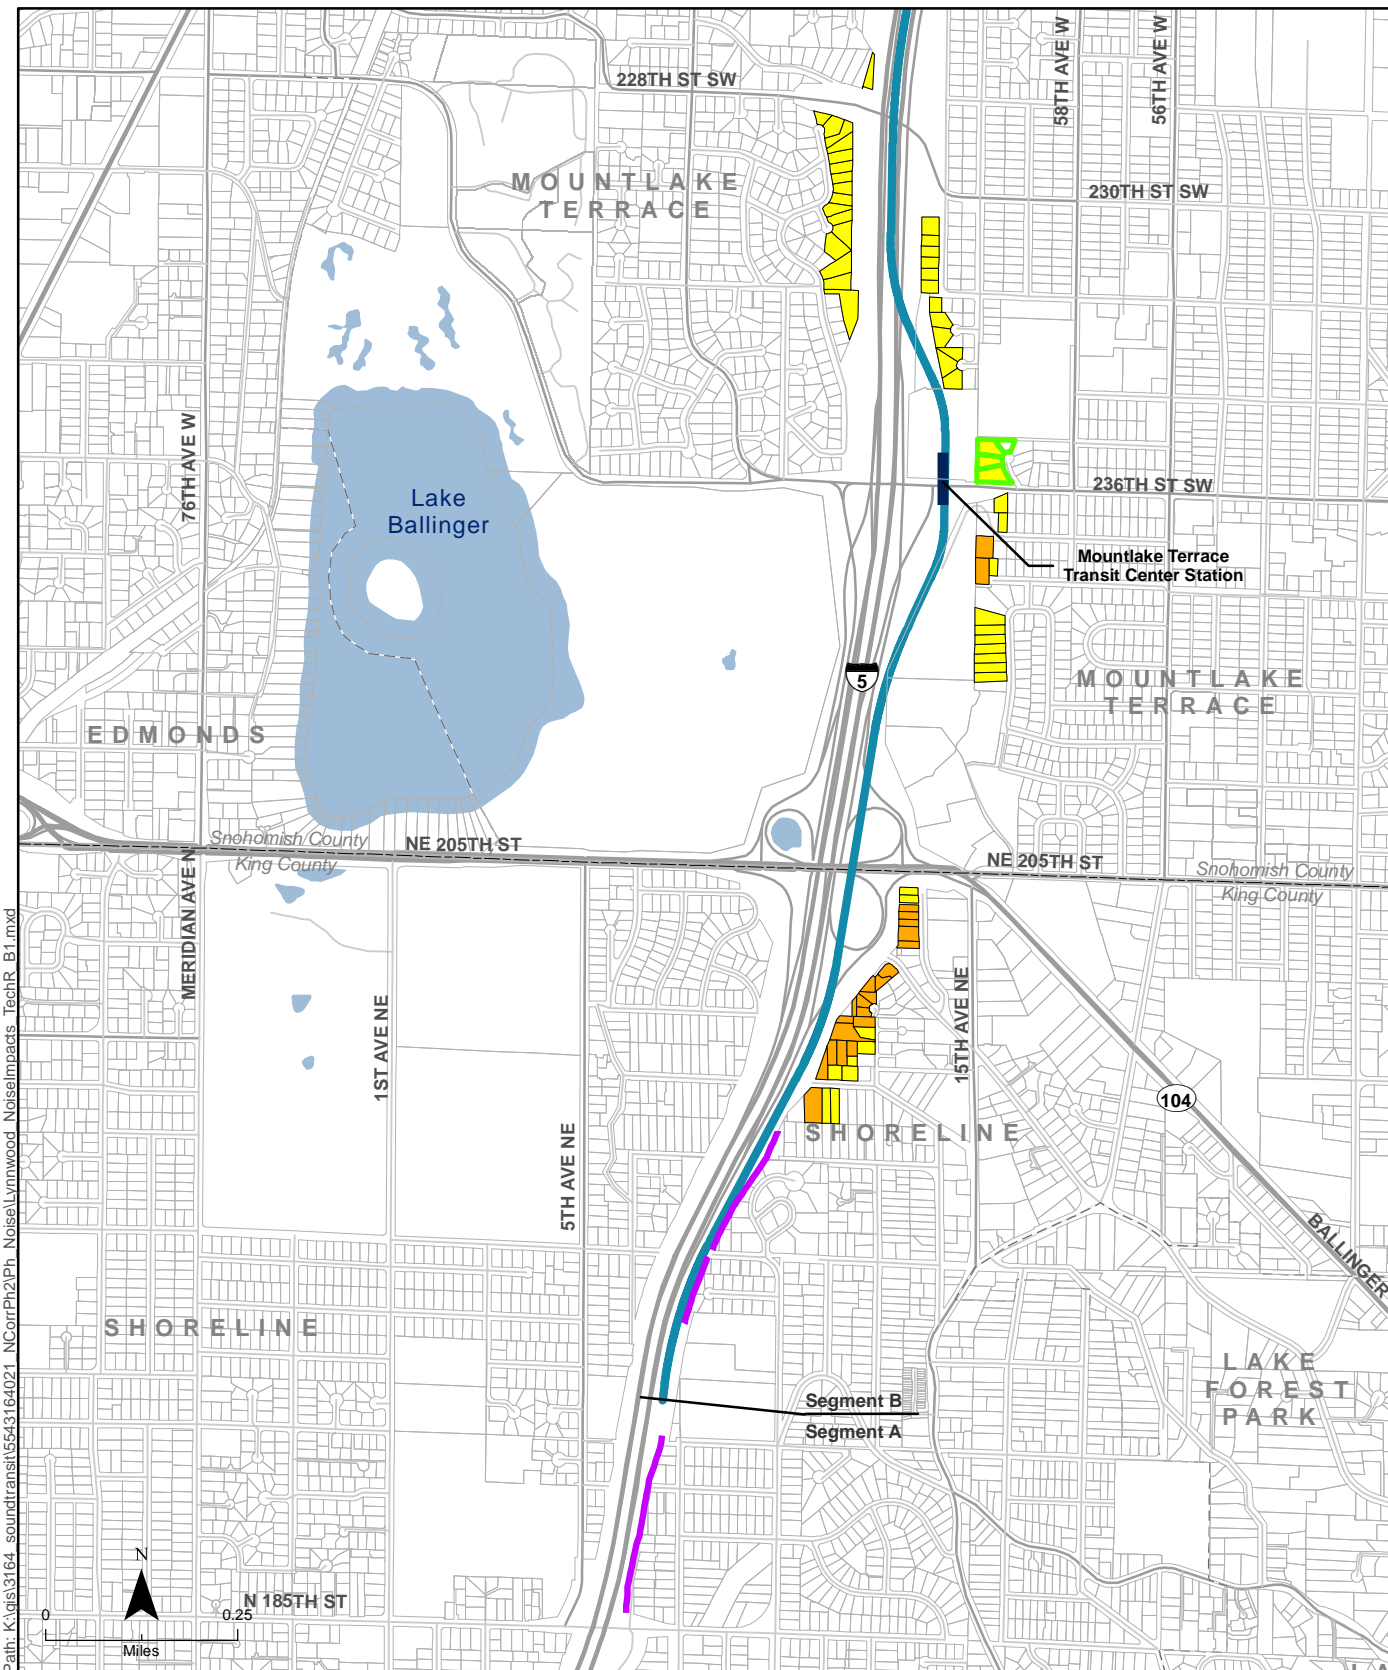 228TH ST SW
58TH AVE W
56TH AVE W
MOUNTLAKE
TERRACE
230TH ST SW
76TH AVE W
Lake
Ballinger
236TH ST SW
Mountlake Terrace
Transit Center Station
5
MOUNTLAKE
TERRACE
EDMONDS
Snohomish County
King County
NE 205TH ST
NE 205TH ST
Snohomish County
King County
MERIDIAN AVE N
1ST AVE NE
5TH AVE NE
15TH AVE NE
104
SHORELINE
BALLINGER
SHORELINE
LAKE
FOREST
PARK
Segment B
Segment A
N
N 185TH ST
0
0.25
Miles
Path: K:\gis\3164_soundtransit\5543164021_NCorrPh2\Ph_Noise\Lynnwood_NoiseImpacts_TechR_B1.mxd